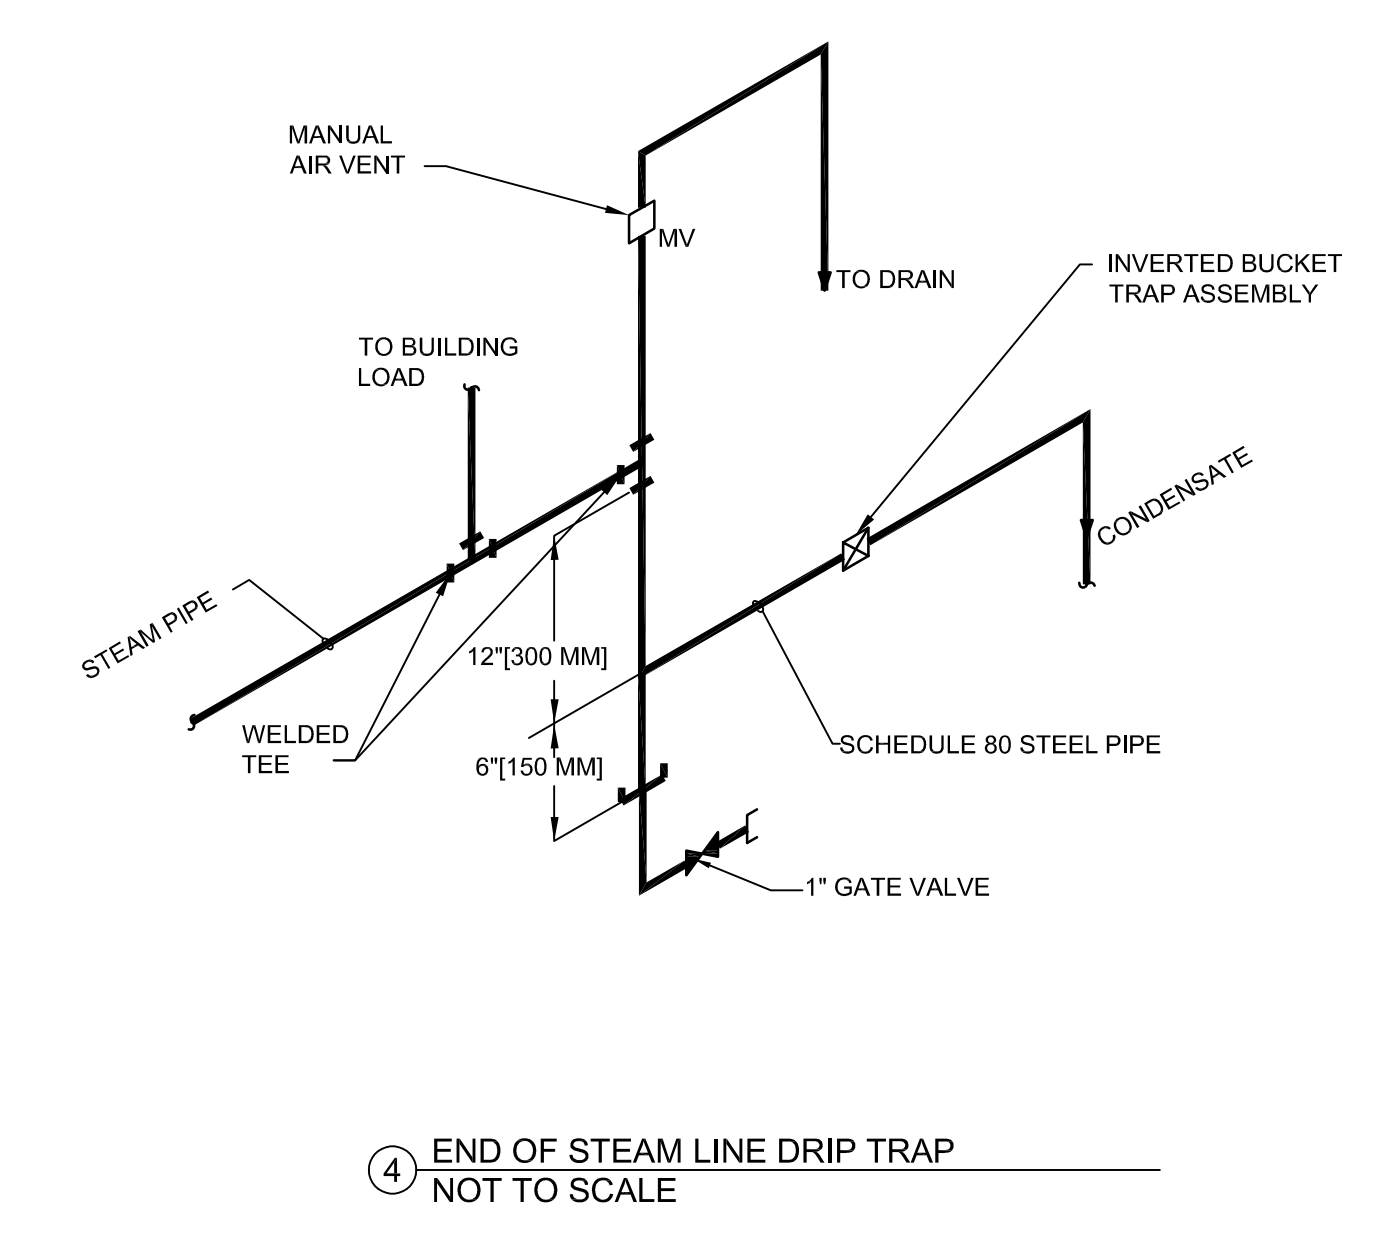 MANUAL
AIR VENT
MV
TO DRAIN
INVERTED BUCKET
TRAP ASSEMBLY
TO BUILDING
LOAD
CONDENSATE
STEAM PIPE
12"[300 MM]
WELDED
TEE
6"[150 MM]
SCHEDULE 80 STEEL PIPE
1" GATE VALVE
4
END OF STEAM LINE DRIP TRAP
NOT TO SCALE